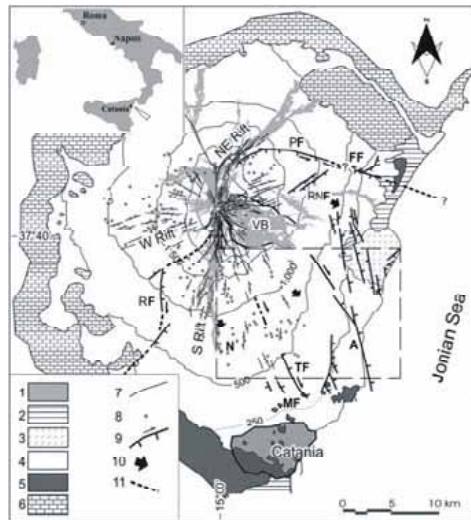 Roma
Napoli
Catania
N
NE Rift
PF
FF
?
RNF
?
VB
W Rift
37°40
1.000
RF
S Rift
N
A
TF
500
MF
250
Jonian Sea
Catania
15°07
1
2
3
4
5
6
7
8
9
10
11
0
5
10 km